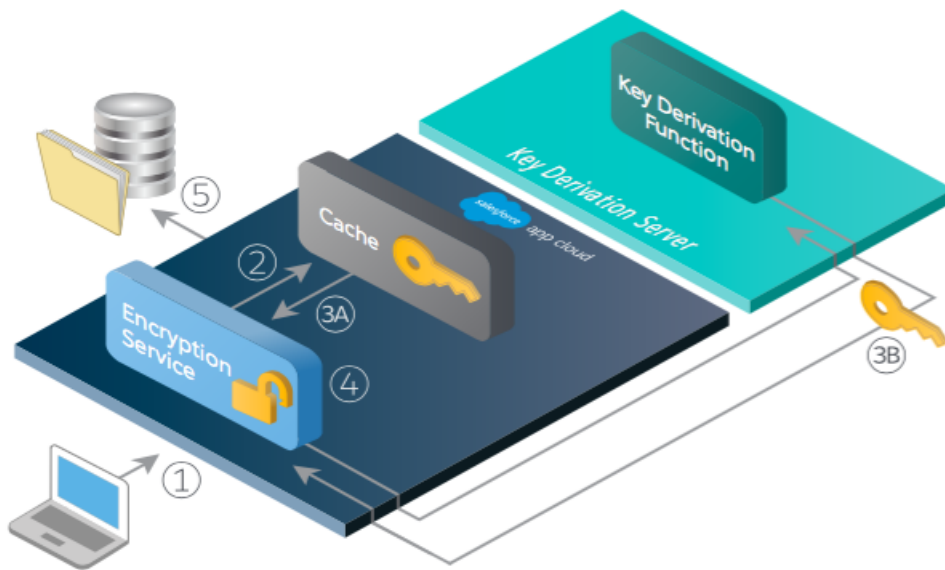 Key Derivation
Function
Key Derivation Server
salesforce
app cloud
Cache
5
2
3A
3B
Encryption
Service
4
1